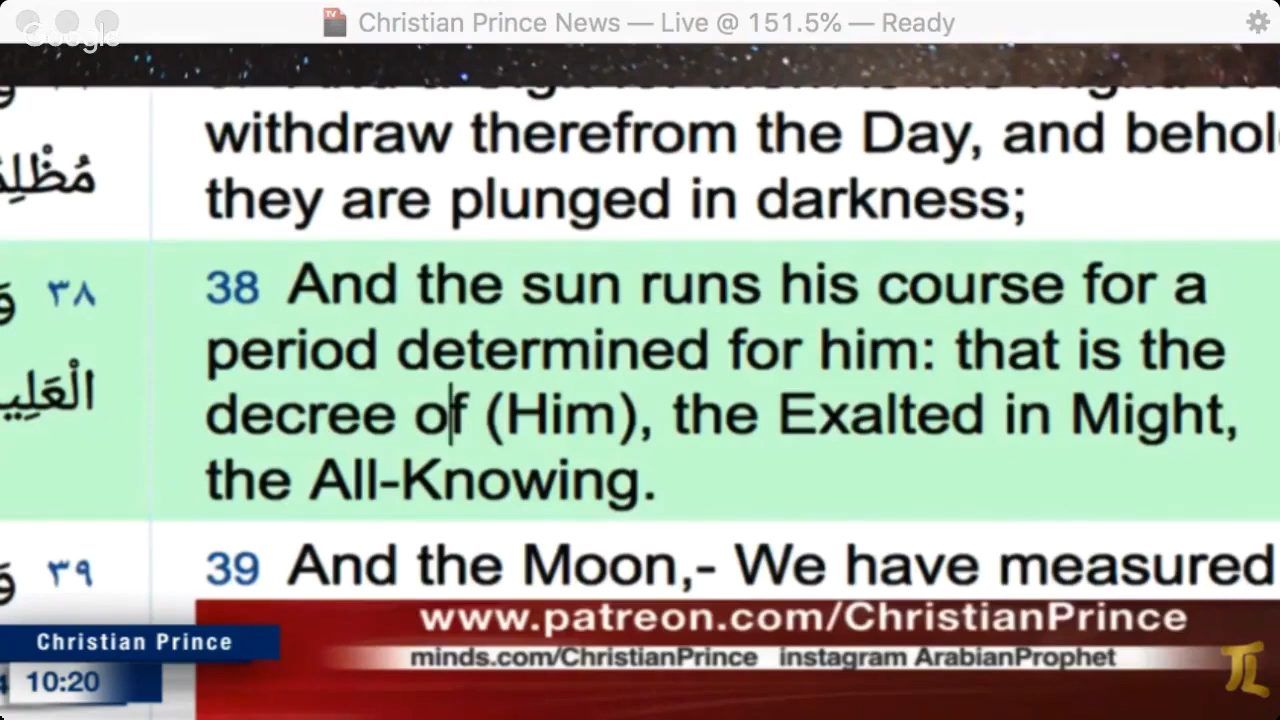 Christian Prince News — Live @ 151.5% — Ready
Google
withdraw therefrom the Day, and behol
they are plunged in darkness;
٣٨
38 And the sun runs his course for a
period determined for him: that is the
decree of (Him), the Exalted in Might,
the All-Knowing.
٣٩
39 And the Moon,- We have measured
www.patreon.com/ChristianPrince
minds.com/ChristianPrince instagram ArabianProphet
Christian Prince
10:20